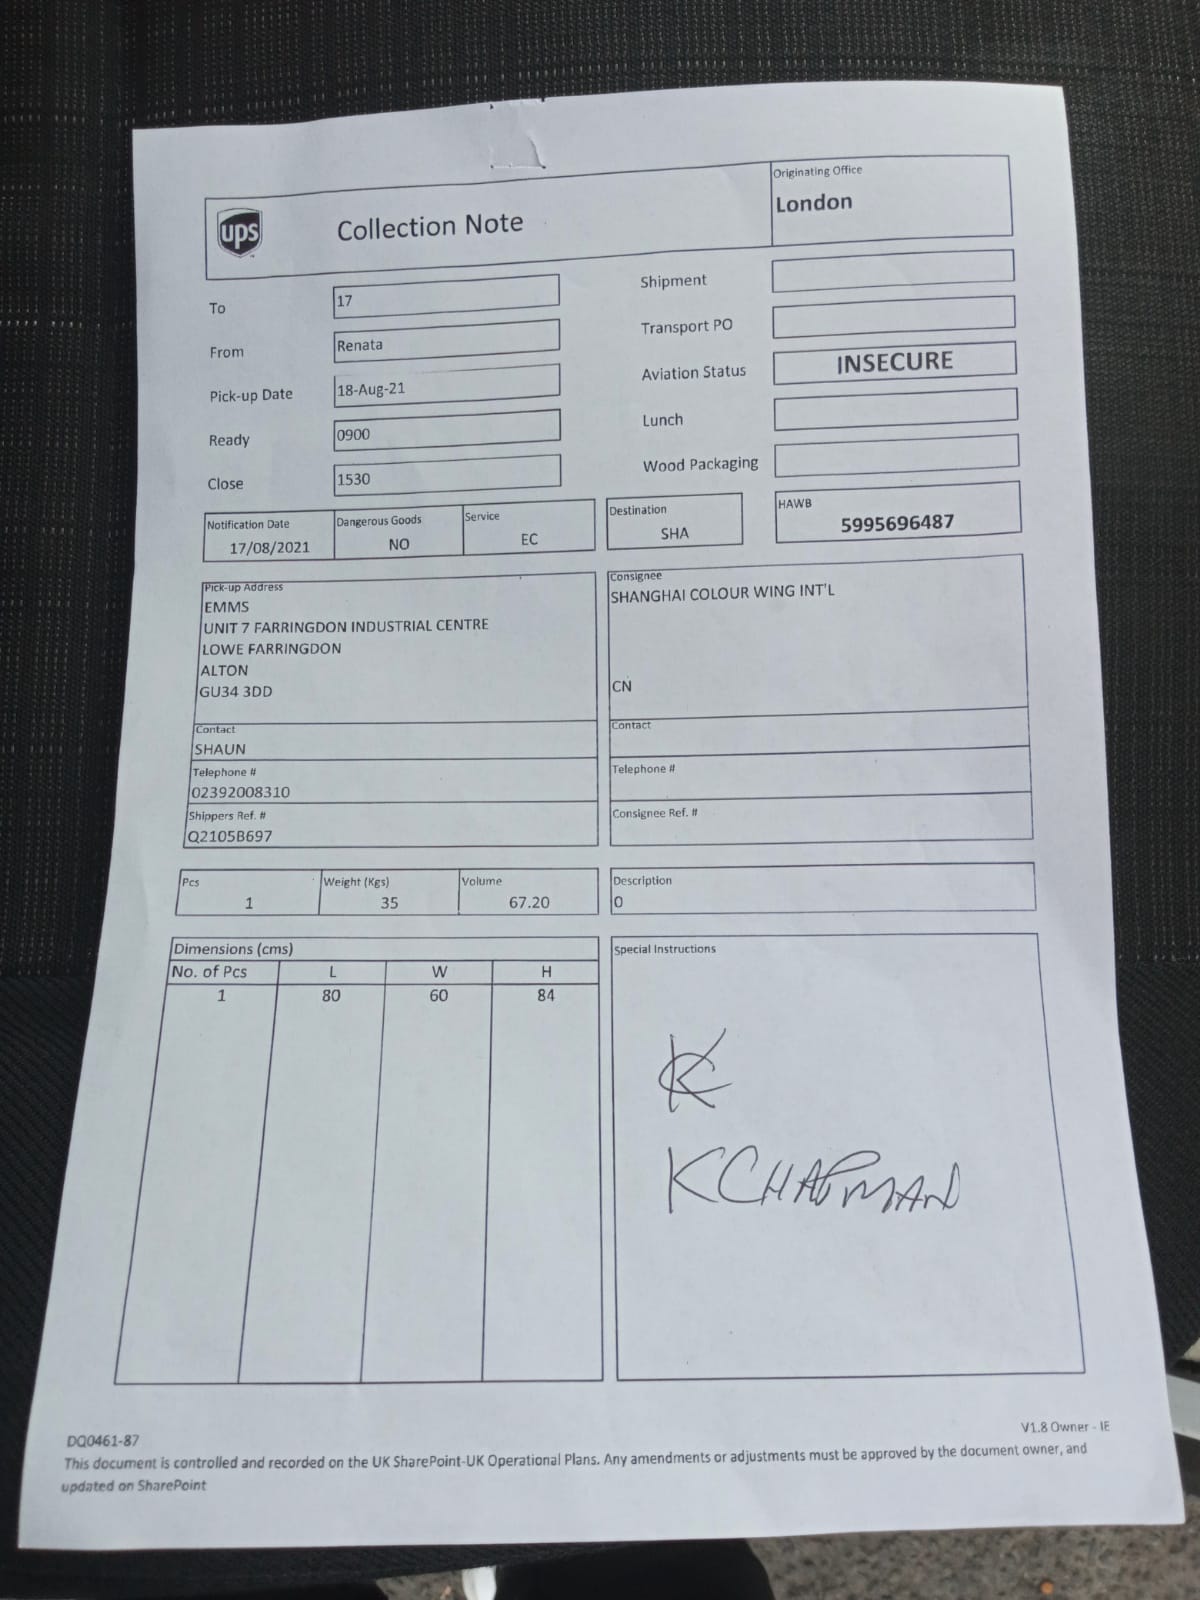 ups
Collection Note
Originating Office
London
To
17
From
Renata
Pick-up Date
18-Aug-21
Ready
0900
Close
1530
Shipment
Transport PO
Aviation Status
INSECURE
Lunch
Wood Packaging
Notification Date
17/08/2021
Dangerous Goods
NO
Service
EC
Destination
SHA
HAWB
5995696487
Pick-up Address
EMMS
UNIT 7 FARRINGDON INDUSTRIAL CENTRE
LOWE FARRINGDON
ALTON
GU34 3DD
Contact
SHAUN
Telephone #
02392008310
Shippers Ref. #
Q2105B697
Consignee
SHANGHAI COLOUR WING INT'L
CN
Contact
Telephone #
Consignee Ref. #
Pcs
1
Weight (Kgs)
35
Volume
67.20
Description
0
Dimensions (cms)
No. of Pcs L W H
1 80 60 84
Special Instructions
KC
K CHAPMAN
DQ0461-87
V1.8 Owner - IE
This document is controlled and recorded on the UK SharePoint-UK Operational Plans. Any amendments or adjustments must be approved by the document owner, and
updated on SharePoint